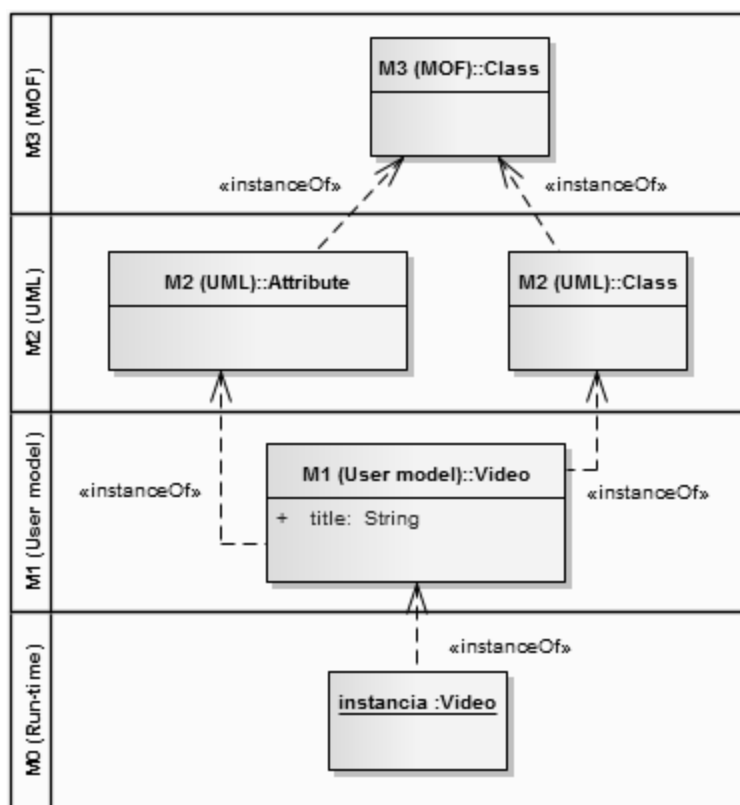 M3 (MOF)
M3 (MOF)::Class
«instanceOf»
«instanceOf»
M2 (UML)
M2 (UML)::Attribute
M2 (UML)::Class
M1 (User model)
«instanceOf»
M1 (User model)::Video
+ title: String
«instanceOf»
M0 (Run-time)
«instanceOf»
instancia :Video